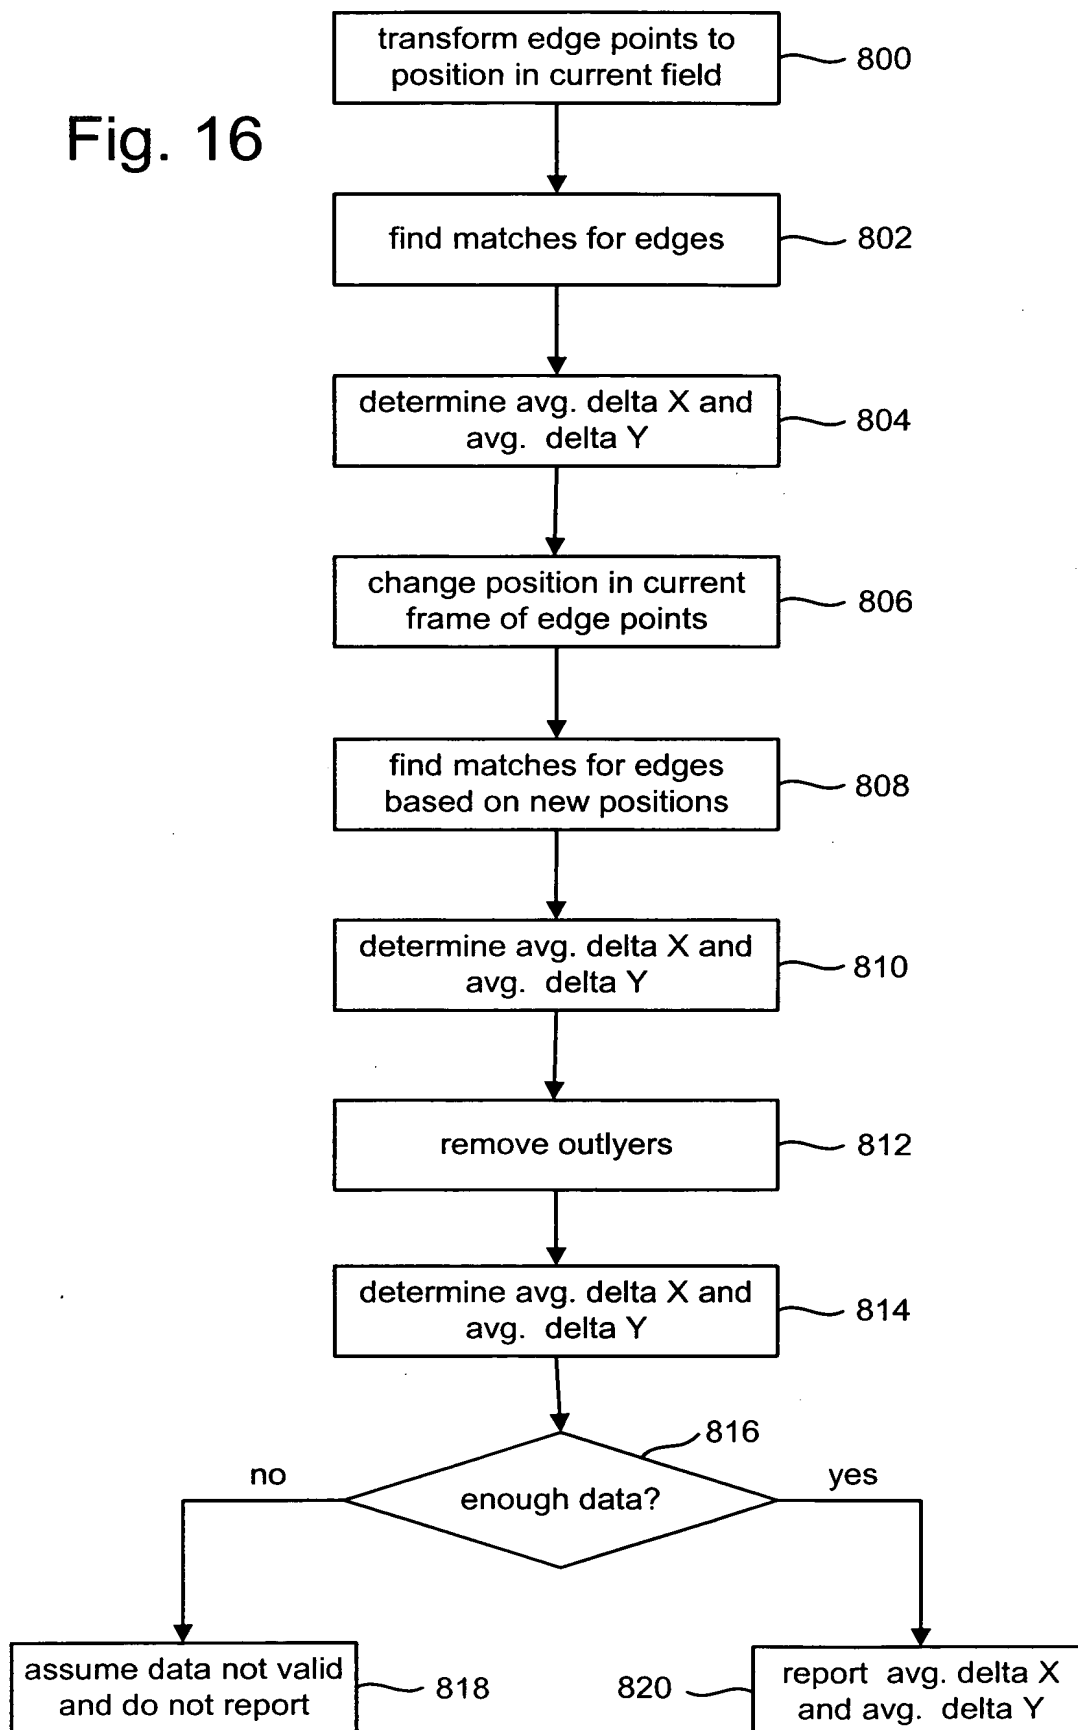 transform edge points to
position in current field
800
Fig. 16
find matches for edges
802
determine avg. delta X and
avg. delta Y
804
change position in current
frame of edge points
806
find matches for edges
based on new positions
808
determine avg. delta X and
avg. delta Y
810
remove outlyers
812
determine avg. delta X and
avg. delta Y
814
816
no
yes
enough data?
assume data not valid
and do not report
818
820
report avg. delta X
and avg. delta Y